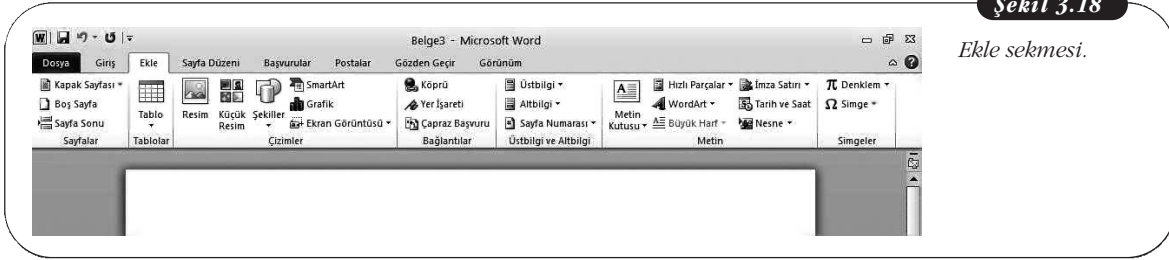 Şekil 3.18
Ekle sekmesi.
Belge3 - Microsoft Word
Dosya Giriş Ekle Sayfa Düzeni Başvurular Postalar Gözden Geçir Görünüm
Kapak Sayfası
Boş Sayfa
Sayfa Sonu
Sayfalar
Tablo
Tablolar
Resim
Küçük
Resim
Şekiller
SmartArt
Grafik
Ekran Görüntüsü
Çizimler
Köprü
Yer İşareti
Çapraz Başvuru
Bağlantılar
Üstbilgi
Altbilgi
Sayfa Numarası
Üstbilgi ve Altbilgi
Metin
Kutusu
Hızlı Parçalar
WordArt
Büyük Harf
İmza Satırı
Tarih ve Saat
Nesne
Metin
π Denklem
Ω Simge
Simgeler